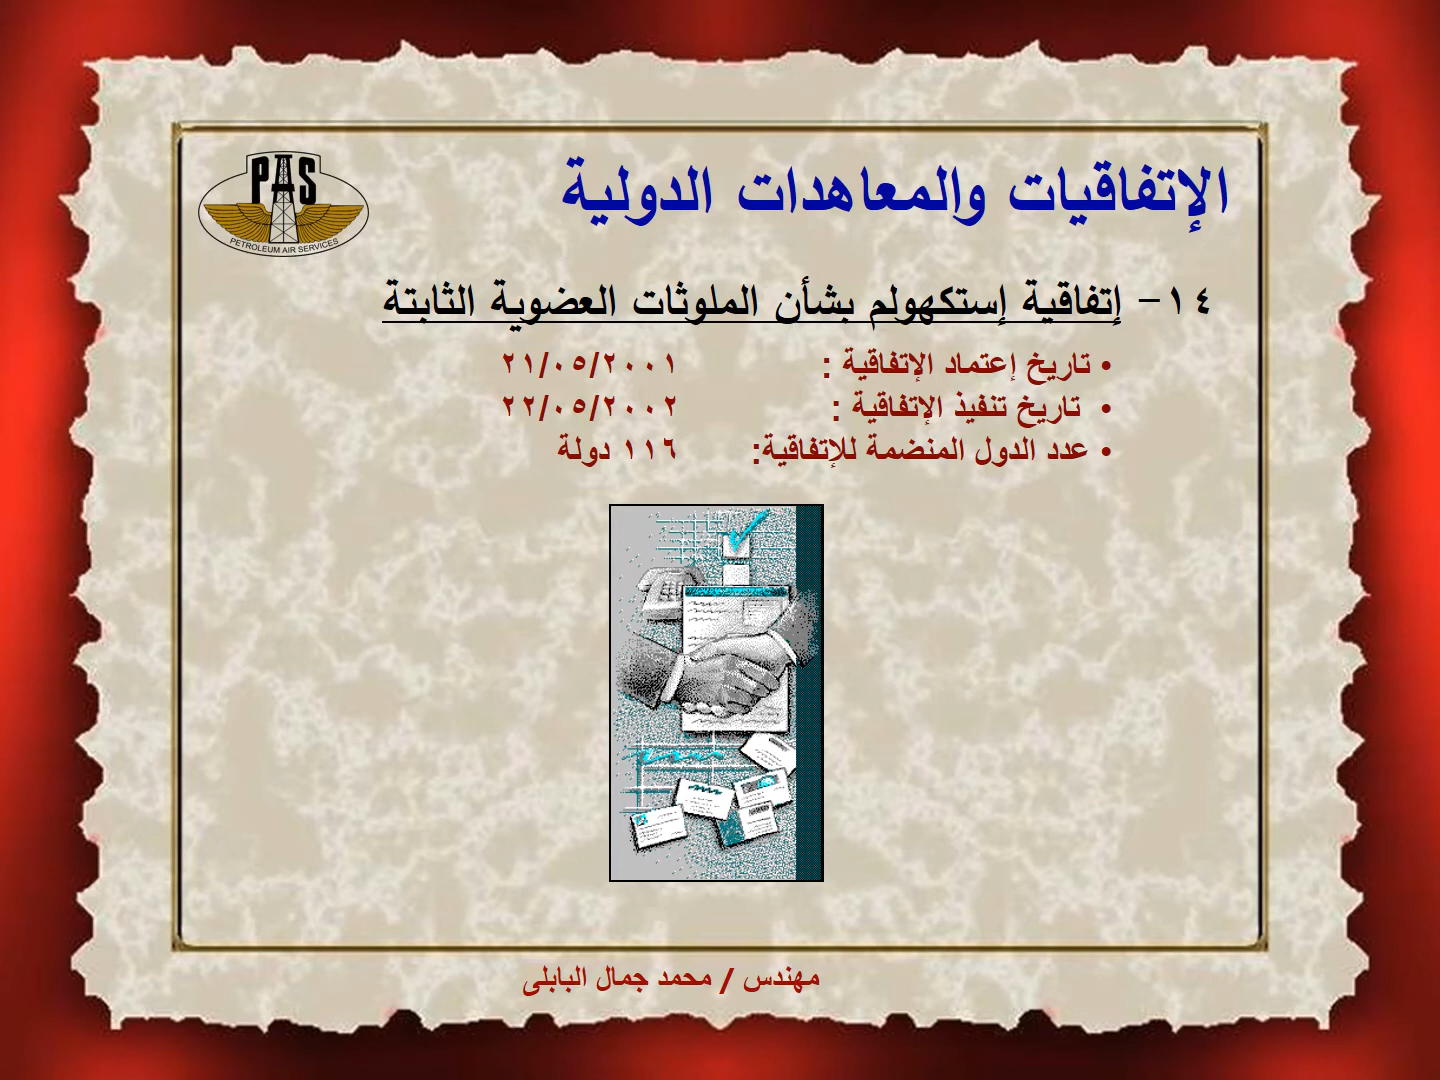 PAS
PETROLEUM AIR SERVICES
الإتفاقيات والمعاهدات الدولية
١٤- إتفاقية إستكهولم بشأن الملوثات العضوية الثابتة
• تاريخ إعتماد الإتفاقية : ٢١/٠٥/٢٠٠١
• تاريخ تنفيذ الإتفاقية : ٢٢/٠٥/٢٠٠٢
• عدد الدول المنضمة للإتفاقية: ١١٦ دولة
مهندس / محمد جمال البابلى